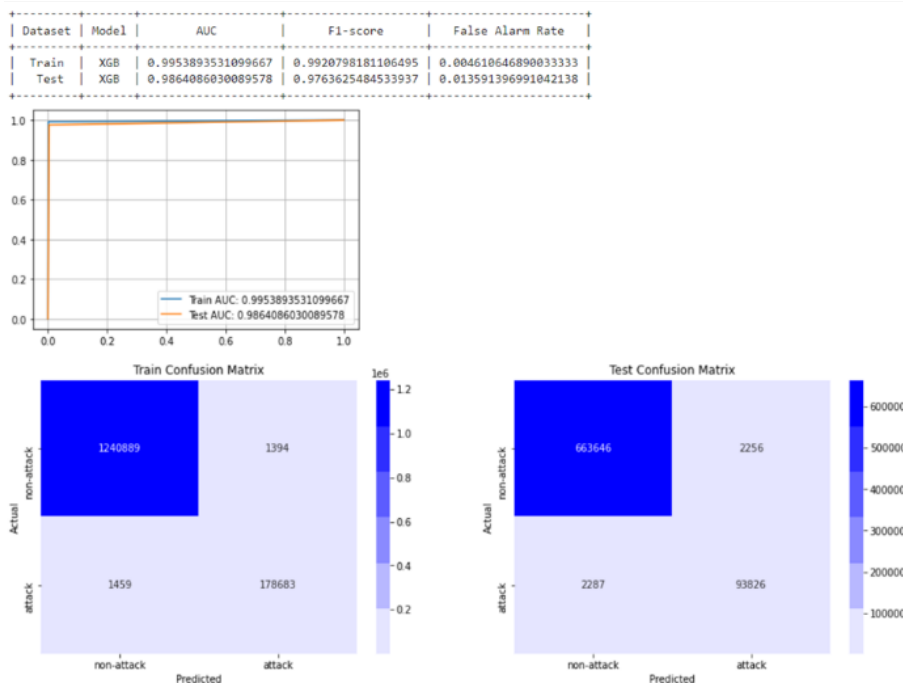 | Dataset | Model | AUC | F1-score | False Alarm Rate |
| Train | XGB | 0.9953893531099667 | 0.9920798181106495 | 0.004610646890033333 |
| Test | XGB | 0.9864086030089578 | 0.9763625484533937 | 0.013591396991042138 |
1.0
0.8
0.6
0.4
0.2
0.0
Train AUC: 0.9953893531099667
Test AUC: 0.9864086030089578
0.0 0.2 0.4 0.6 0.8 1.0
Train Confusion Matrix
1e6
Actual
non-attack
attack
1240889 1394
1459 178683
1.2
1.0
0.8
0.6
0.4
0.2
non-attack attack
Predicted
Test Confusion Matrix
Actual
non-attack
attack
663646 2256
2287 93826
600000
500000
400000
300000
200000
100000
non-attack attack
Predicted